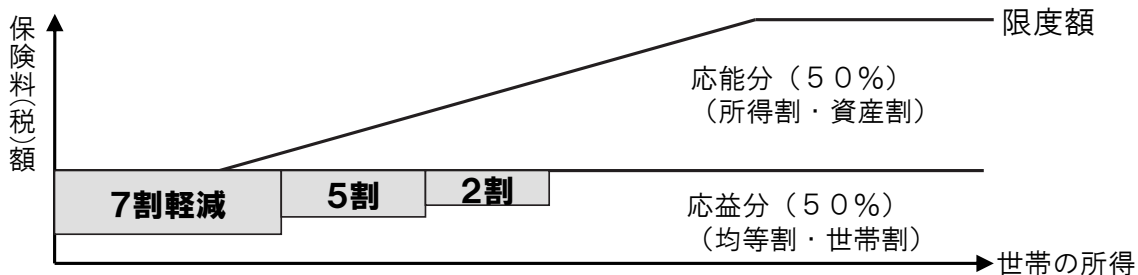 保険料(税)額
限度額
応能分（５０％）
（所得割・資産割）
7割軽減
5割
2割
応益分（５０％）
（均等割・世帯割）
世帯の所得